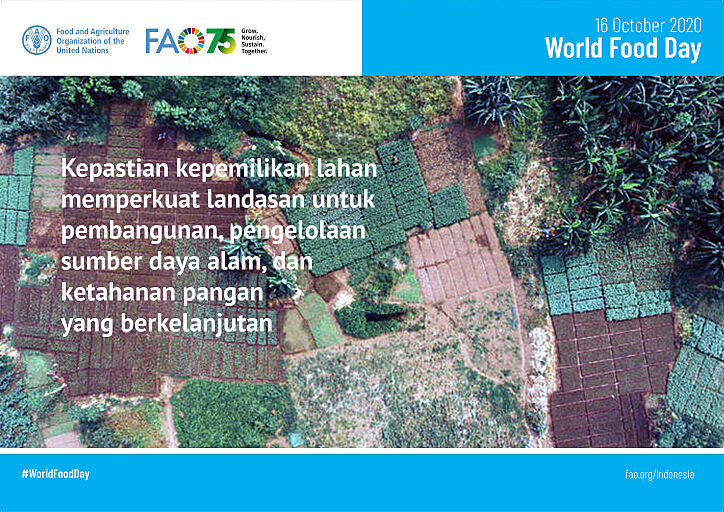 Food and Agriculture
Organization of the
United Nations
FAO
FAO75
Grow,
Nourish,
Sustain.
Together.
16 October 2020
World Food Day
Kepastian kepemilikan lahan
memperkuat landasan untuk
pembangunan, pengelolaan
sumber daya alam, dan
ketahanan pangan
yang berkelanjutan
#WorldFoodDay
fao.org/indonesia